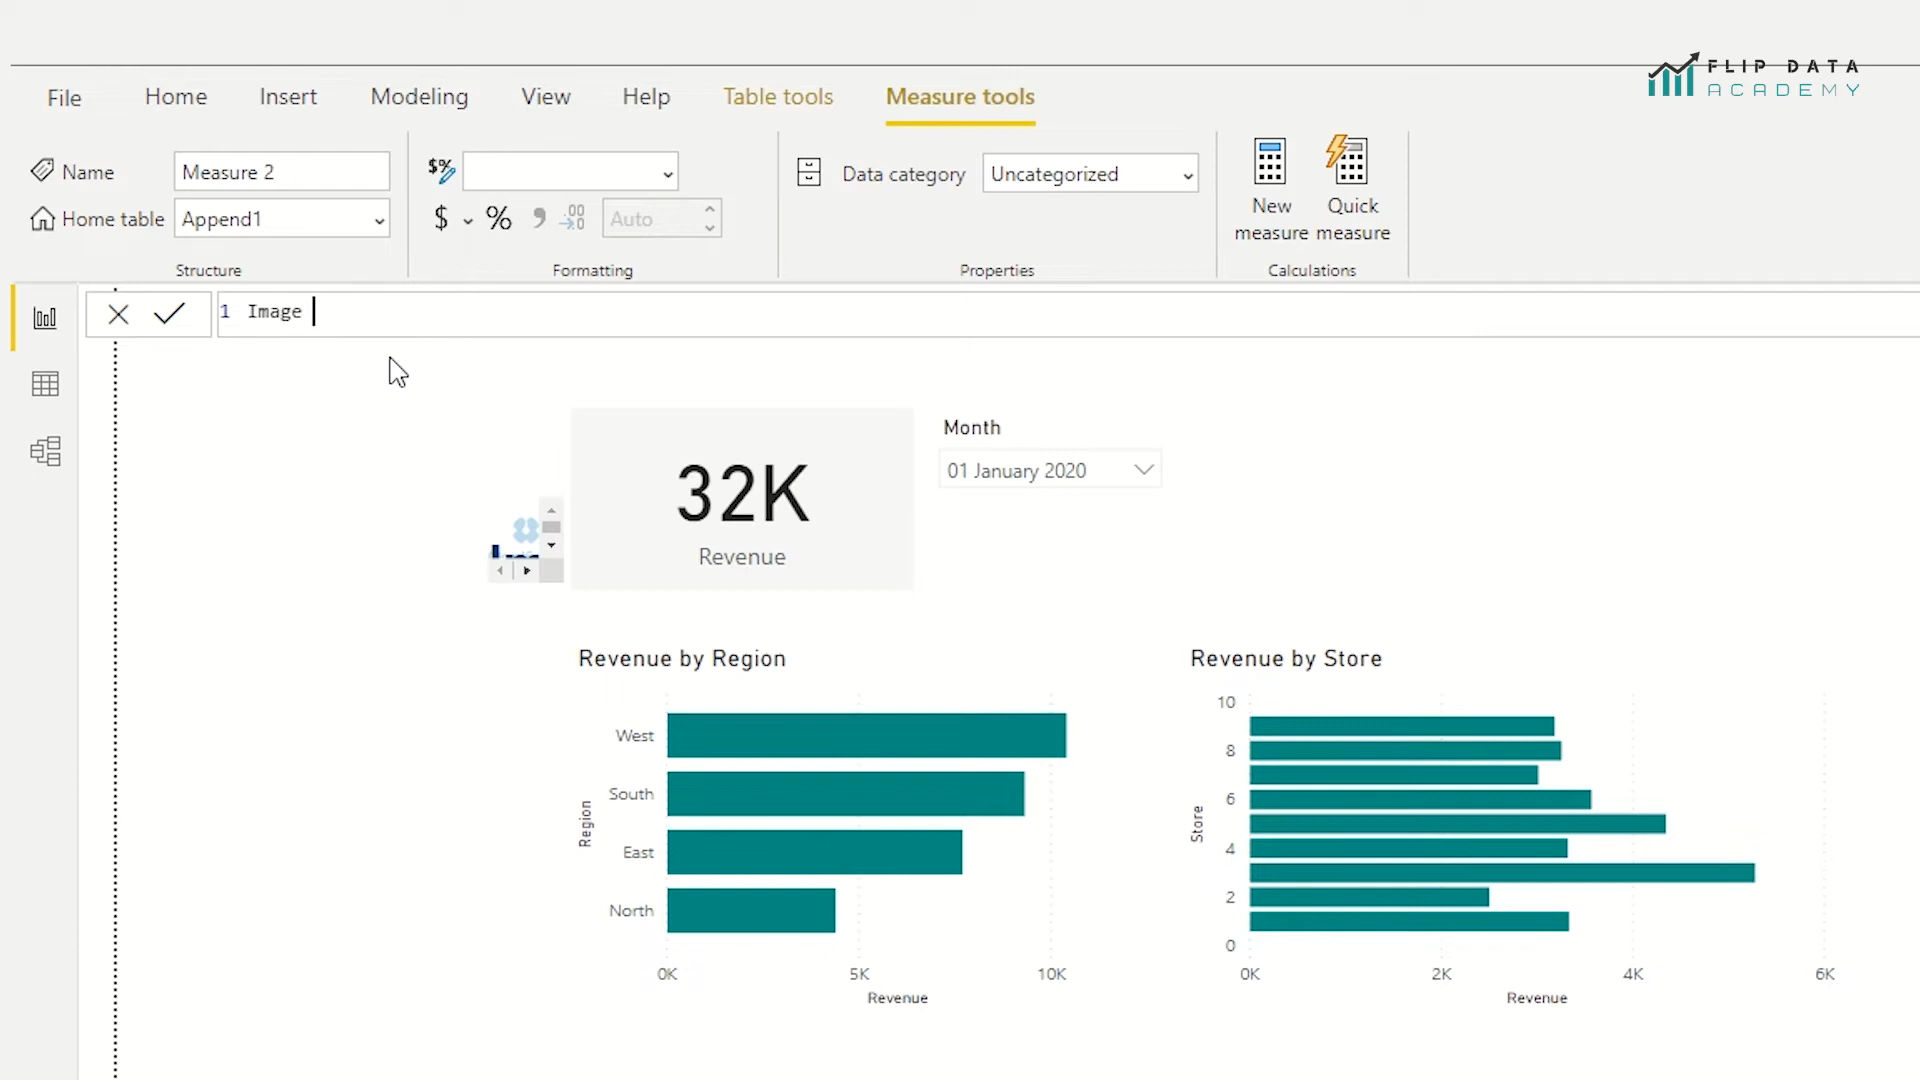 FLIP DATA
ACADEMY
File Home Insert Modeling View Help Table tools Measure tools
Name Measure 2
$% Data category Uncategorized
Home table Append1
$ % , .00 Auto
New measure
Quick measure
Structure Formatting Properties Calculations
1 Image
32K
Revenue
Month
01 January 2020
Revenue by Region
West
South
East
North
Region
0K 5K 10K
Revenue
Revenue by Store
10
8
6
4
2
0
Store
0K 2K 4K 6K
Revenue